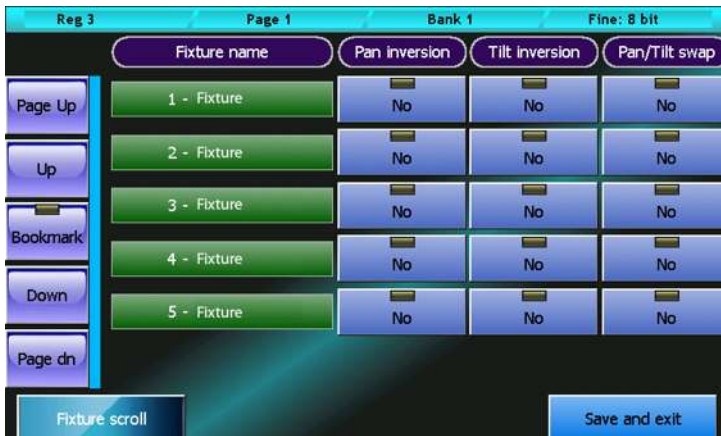 Reg 3 Page 1 Bank 1 Fine: 8 bit
Fixture name Pan inversion Tilt inversion Pan/Tilt swap
Page Up
Up
Bookmark
Down
Page dn
1 - Fixture No No No
2 - Fixture No No No
3 - Fixture No No No
4 - Fixture No No No
5 - Fixture No No No
Fixture scroll Save and exit